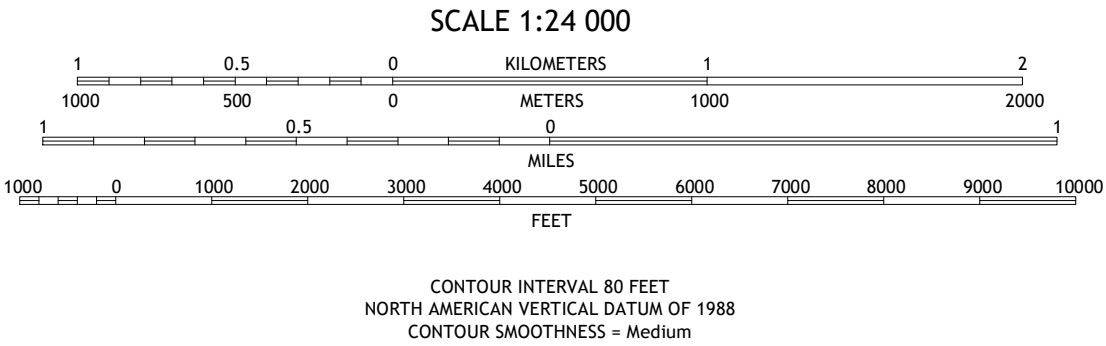 SCALE 1:24 000
1 0.5 0 KILOMETERS 1 2
1000 500 0 METERS 1000 2000
1 0.5 0 1
MILES
1000 0 1000 2000 3000 4000 5000 6000 7000 8000 9000 10000
FEET
CONTOUR INTERVAL 80 FEET
NORTH AMERICAN VERTICAL DATUM OF 1988
CONTOUR SMOOTHNESS = Medium